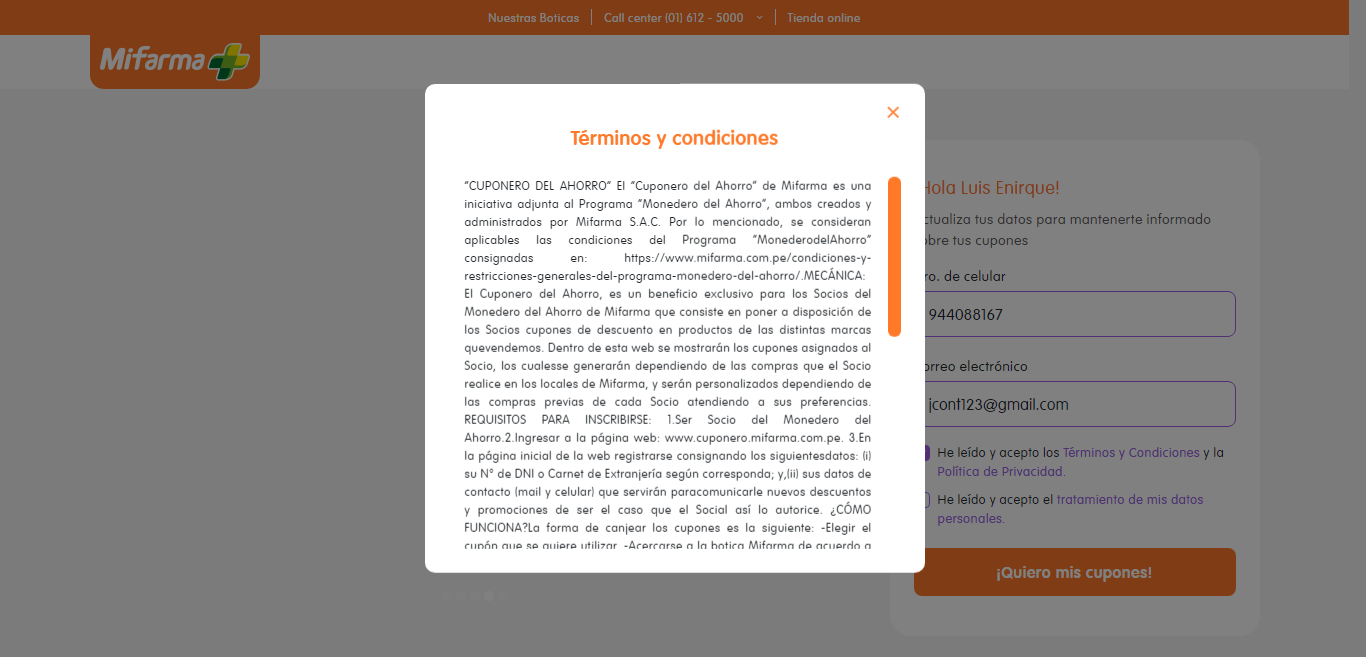 Nuestras Boticas
Call center (01) 612 - 5000
Tienda online
Mifarma
Términos y condiciones
"CUPONERO DEL AHORRO" El "Cuponero del Ahorro" de Mifarma es una
iniciativa adjunta al Programa "Monedero del Ahorro", ambos creados y
administrados por Mifarma S.A.C. Por lo mencionado, se consideran
aplicables las condiciones del Programa "MonederodelAhorro"
consignadas en: https://www.mifarma.com.pe/condiciones-y-
restricciones-generales-del-programa-monedero-del-ahorro/.MECÁNICA:
El Cuponero del Ahorro, es un beneficio exclusivo para los Socios del
Monedero del Ahorro de Mifarma que consiste en poner a disposición de
los Socios cupones de descuento en productos de las distintas marcas
quevendemos. Dentro de esta web se mostrarán los cupones asignados al
Socio, los cualesse generarán dependiendo de las compras que el Socio
realice en los locales de Mifarma, y serán personalizados dependiendo de
las compras previas de cada Socio atendiendo a sus preferencias.
REQUISITOS PARA INSCRIBIRSE: 1.Ser Socio del Monedero del
Ahorro.2.Ingresar a la página web: www.cuponero.mifarma.com.pe. 3.En
la página inicial de la web registrarse consignando los siguientesdatos: (i)
su N° de DNI o Carnet de Extranjería según corresponda; y,(ii) sus datos de
contacto (mail y celular) que servirán paracomunicarle nuevos descuentos
y promociones de ser el caso que el Social así lo autorice. ¿CÓMO
FUNCIONA?La forma de canjear los cupones es la siguiente: -Elegir el
cupón que se quiere utilizar. -Acercarse a la botica Mifarma de acuerdo a
Hola Luis Enirque!
ctualiza tus datos para mantenerte informado
obre tus cupones
ro. de celular
944088167
orreo electrónico
jcont123@gmail.com
He leído y acepto los Términos y Condiciones y la
Política de Privacidad.
He leído y acepto el tratamiento de mis datos
personales.
¡Quiero mis cupones!